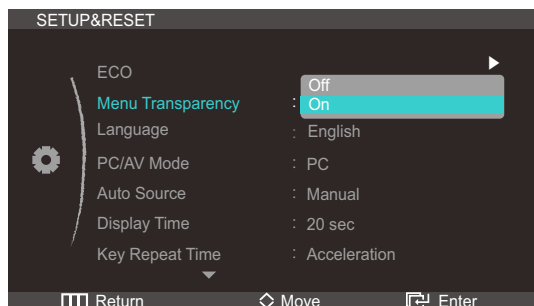 SETUP&RESET
ECO
Off
Menu Transparency : On
Language : English
PC/AV Mode : PC
Auto Source : Manual
Display Time : 20 sec
Key Repeat Time : Acceleration
Return Move Enter